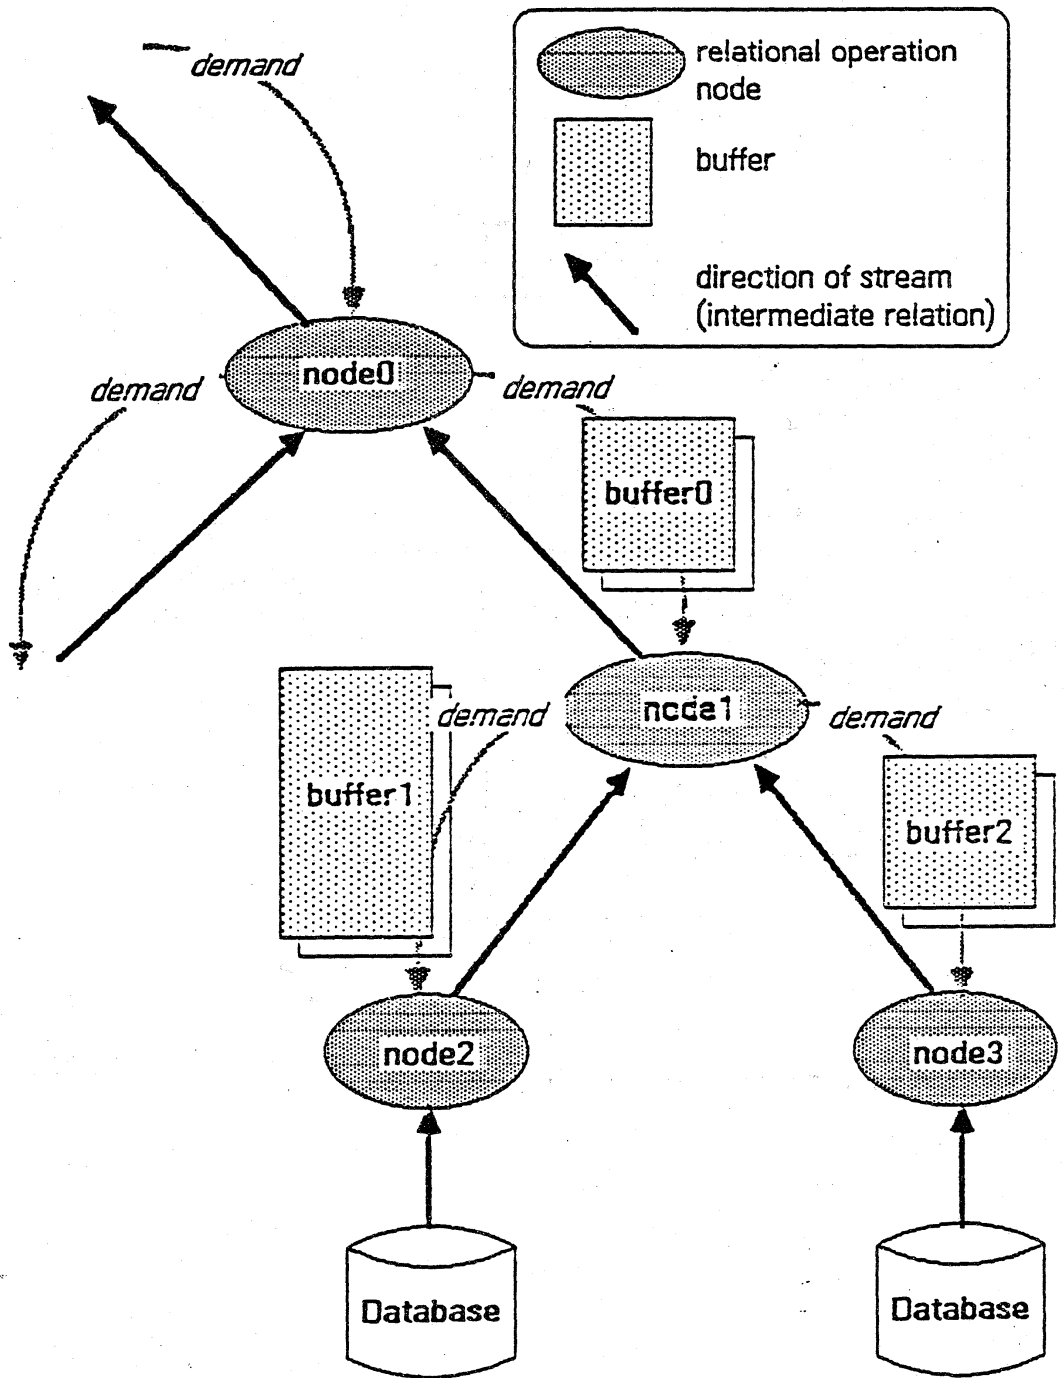 demand
relational operation
node
buffer
direction of stream
(intermediate relation)
node0
demand
demand
buffer0
node1
demand
demand
buffer1
buffer2
node2
node3
Database
Database